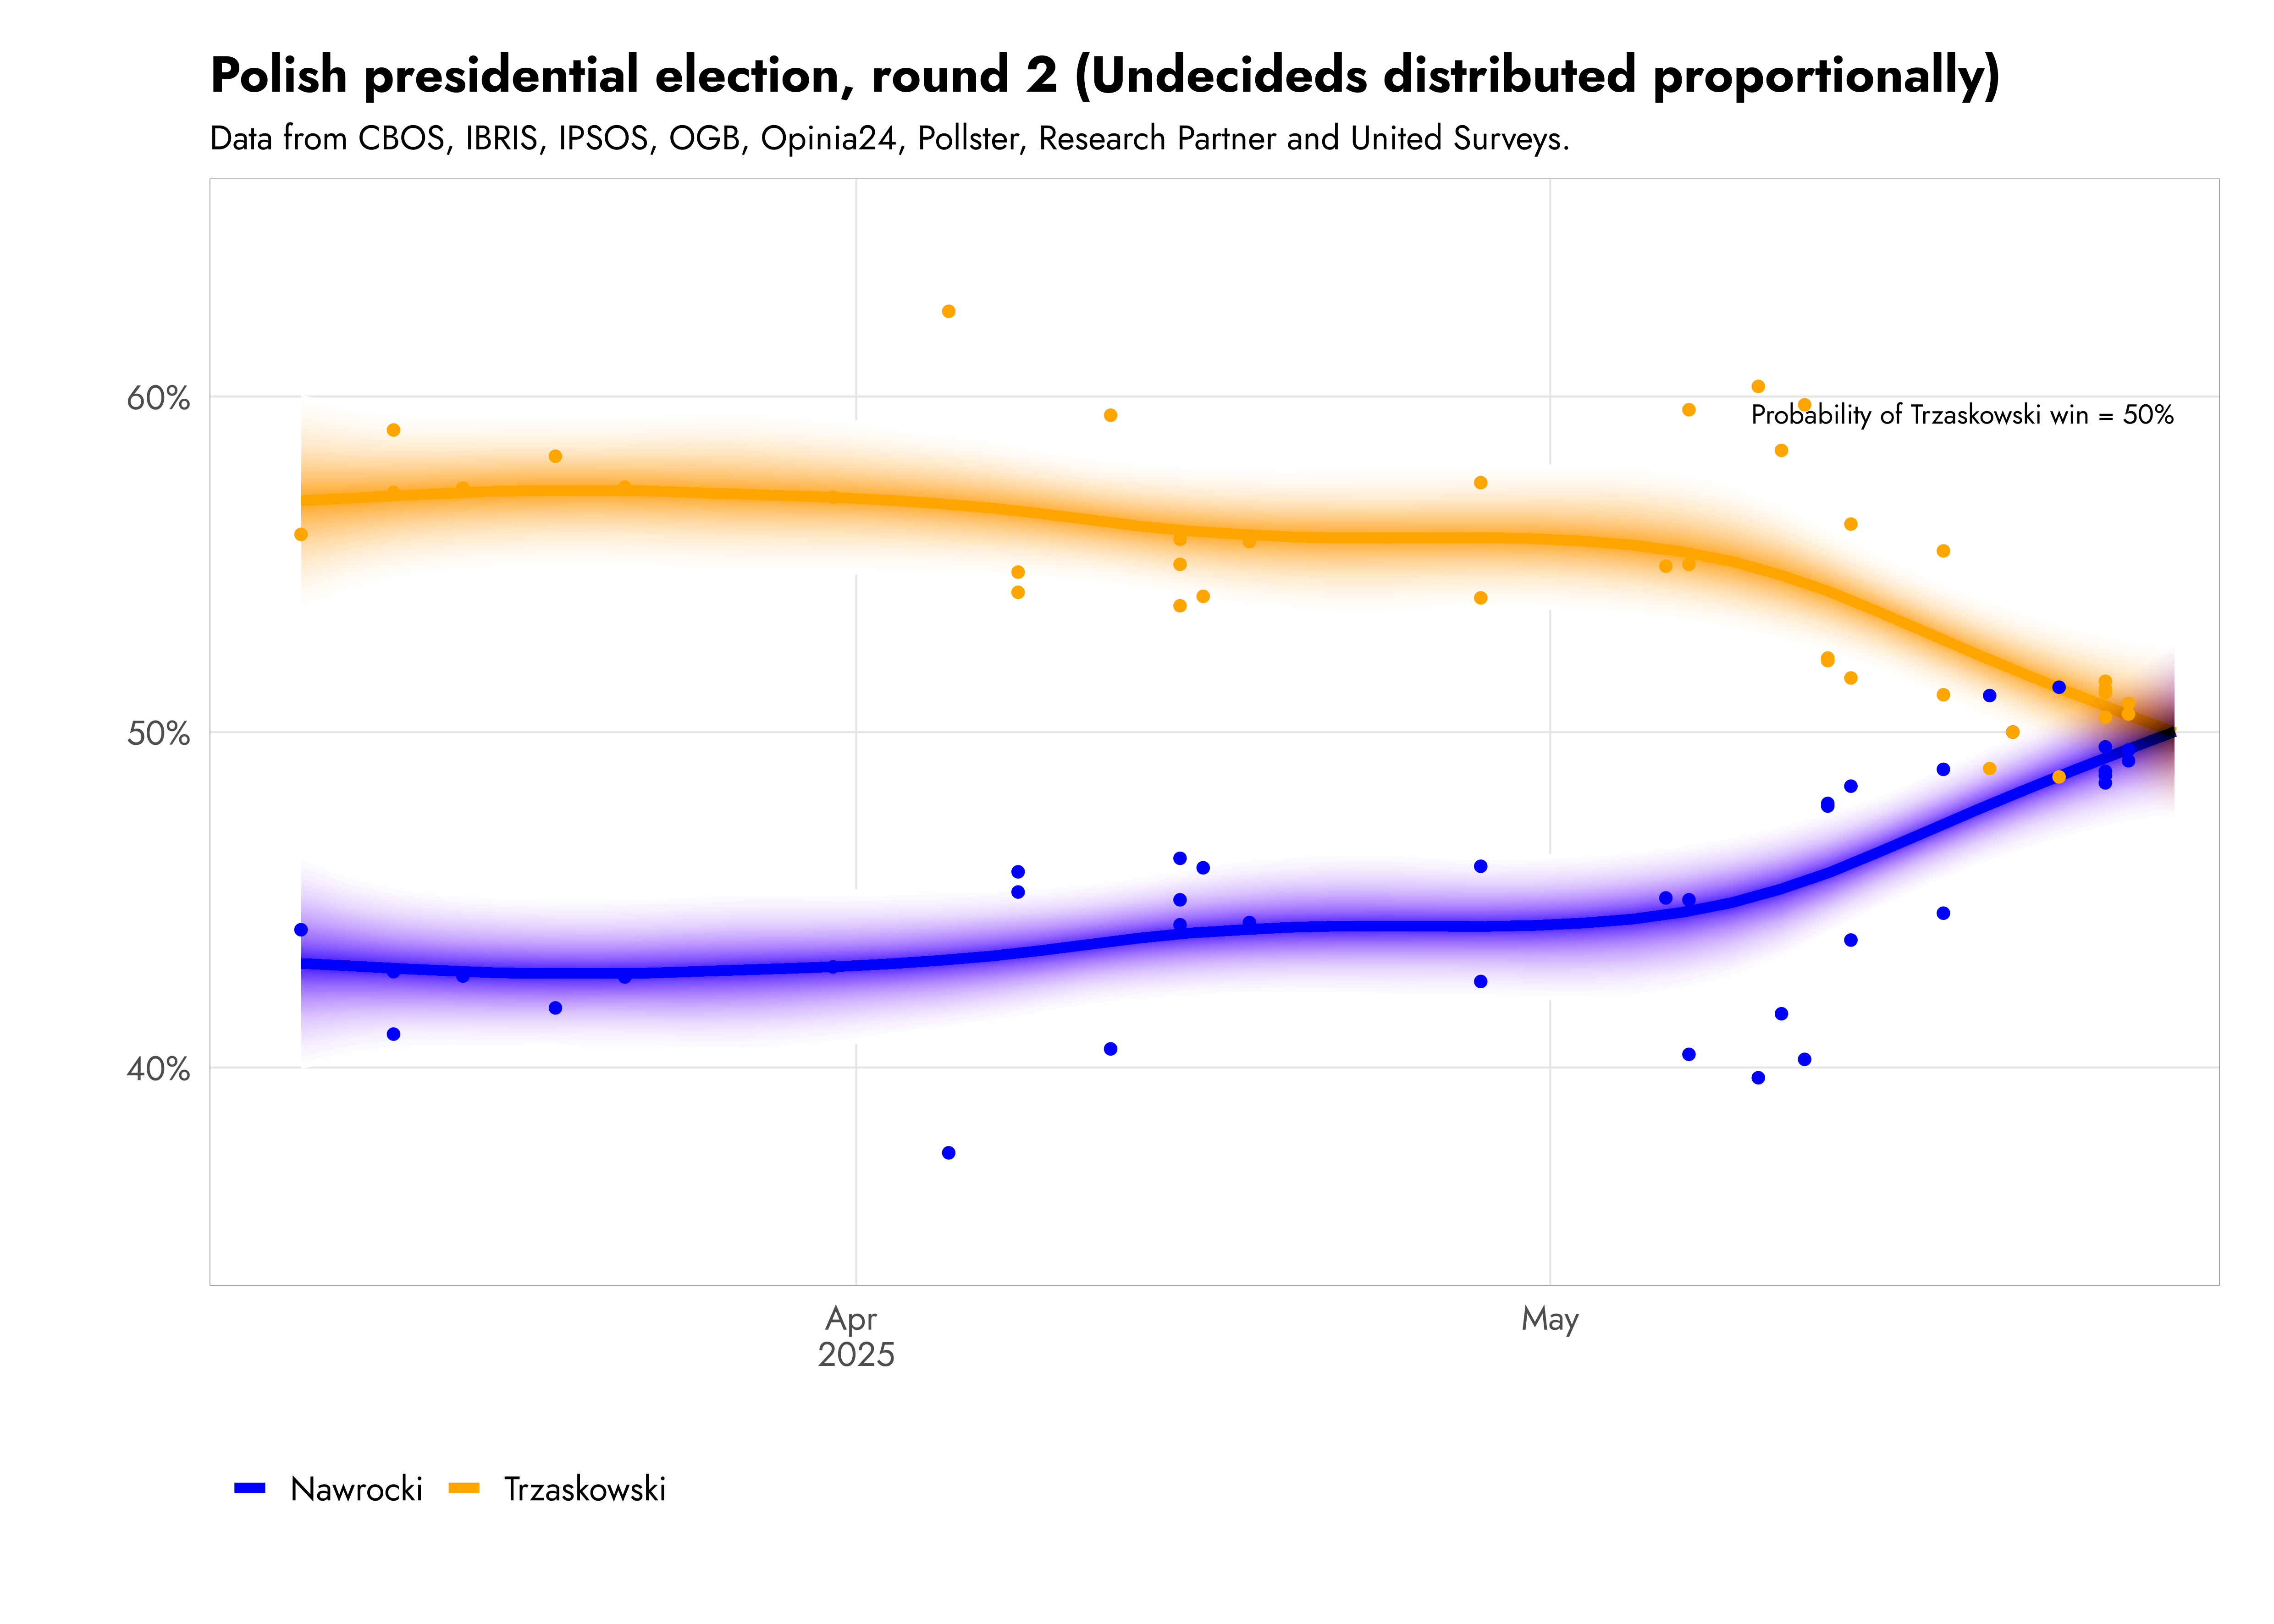 Polish presidential election, round 2 (Undecideds distributed proportionally)
Data from CBOS, IBRIS, IPSOS, OGB, Opinia24, Pollster, Research Partner and United Surveys.
60%
Probability of Trzaskowski win = 50%
50%
40%
Apr
2025
May
Nawrocki
Trzaskowski